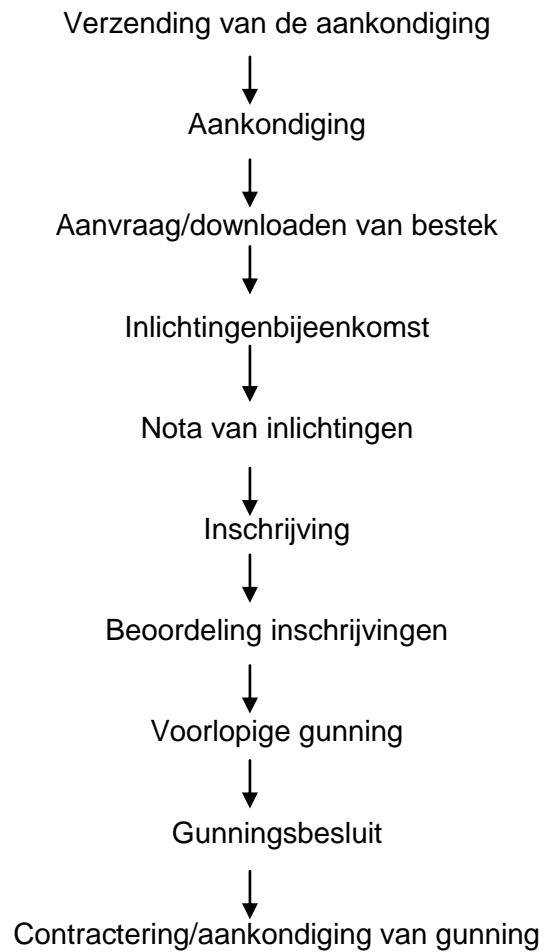 Verzending van de aankondiging
Aankondiging
Aanvraag/downloaden van bestek
Inlichtingenbijeenkomst
Nota van inlichtingen
Inschrijving
Beoordeling inschrijvingen
Voorlopige gunning
Gunningsbesluit
Contractering/aankondiging van gunning